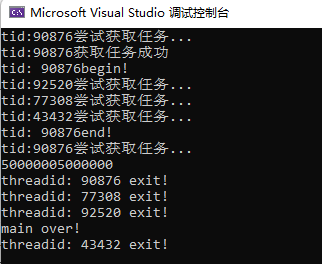 Microsoft Visual Studio 调试控制台
tid:90876尝试获取任务...
tid:90876获取任务成功
tid: 90876begin!
tid:92520尝试获取任务...
tid:77308尝试获取任务...
tid:43432尝试获取任务...
tid: 90876end!
tid:90876尝试获取任务...
50000005000000
threadid: 90876 exit!
threadid: 77308 exit!
threadid: 92520 exit!
main over!
threadid: 43432 exit!